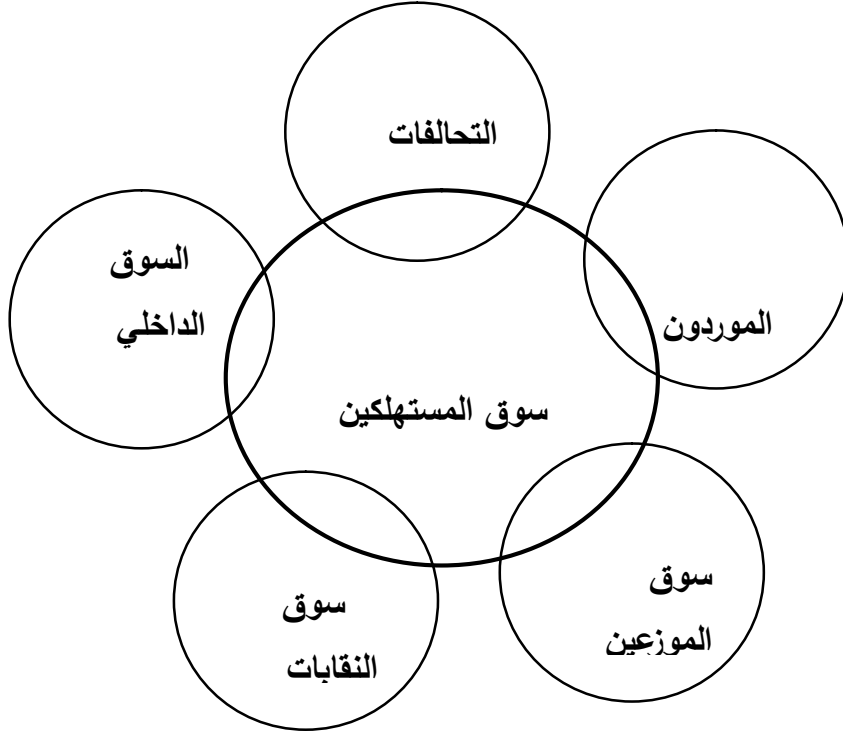 التحالفات
السوق
الداخلي
الموردون
سوق المستهلكين
سوق
الموزعين
سوق
النقابات